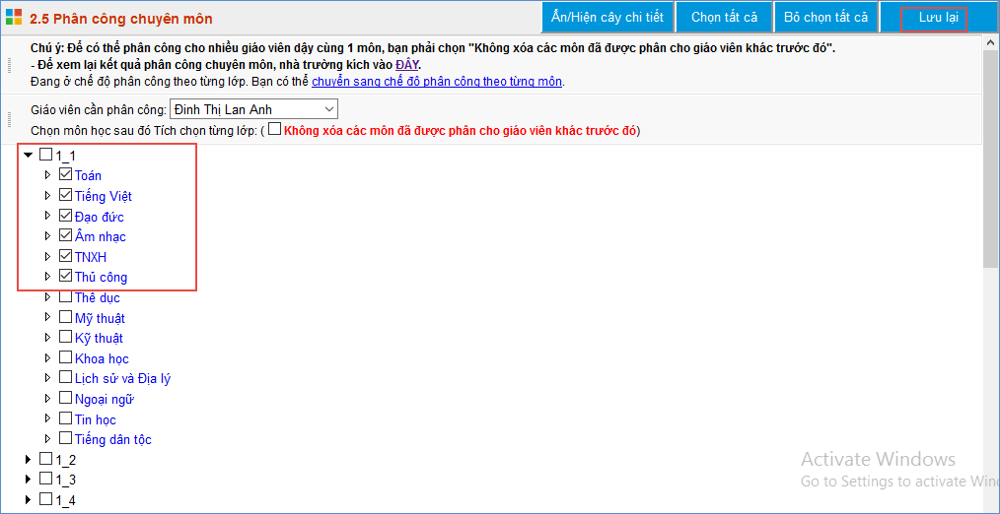 2.5 Phân công chuyên môn
Ẩn/Hiện cây chi tiết
Chọn tất cả
Bỏ chọn tất cả
Lưu lại
Chú ý: Để có thể phân công cho nhiều giáo viên dậy cùng 1 môn, bạn phải chọn "Không xóa các môn đã được phân cho giáo viên khác trước đó".
- Để xem lại kết quả phân công chuyên môn, nhà trường kích vào ĐÂY.
Đang ở chế độ phân công theo từng lớp. Bạn có thể chuyển sang chế độ phân công theo từng môn.
Giáo viên cần phân công: Đinh Thị Lan Anh
Chọn môn học sau đó Tích chọn từng lớp: ( Không xóa các môn đã được phân cho giáo viên khác trước đó)
1_1
Toán
Tiếng Việt
Đạo đức
Âm nhạc
TNXH
Thủ công
Thể dục
Mỹ thuật
Kỹ thuật
Khoa học
Lịch sử và Địa lý
Ngoại ngữ
Tin học
Tiếng dân tộc
1_2
1_3
1_4
Activate Windows
Go to Settings to activate